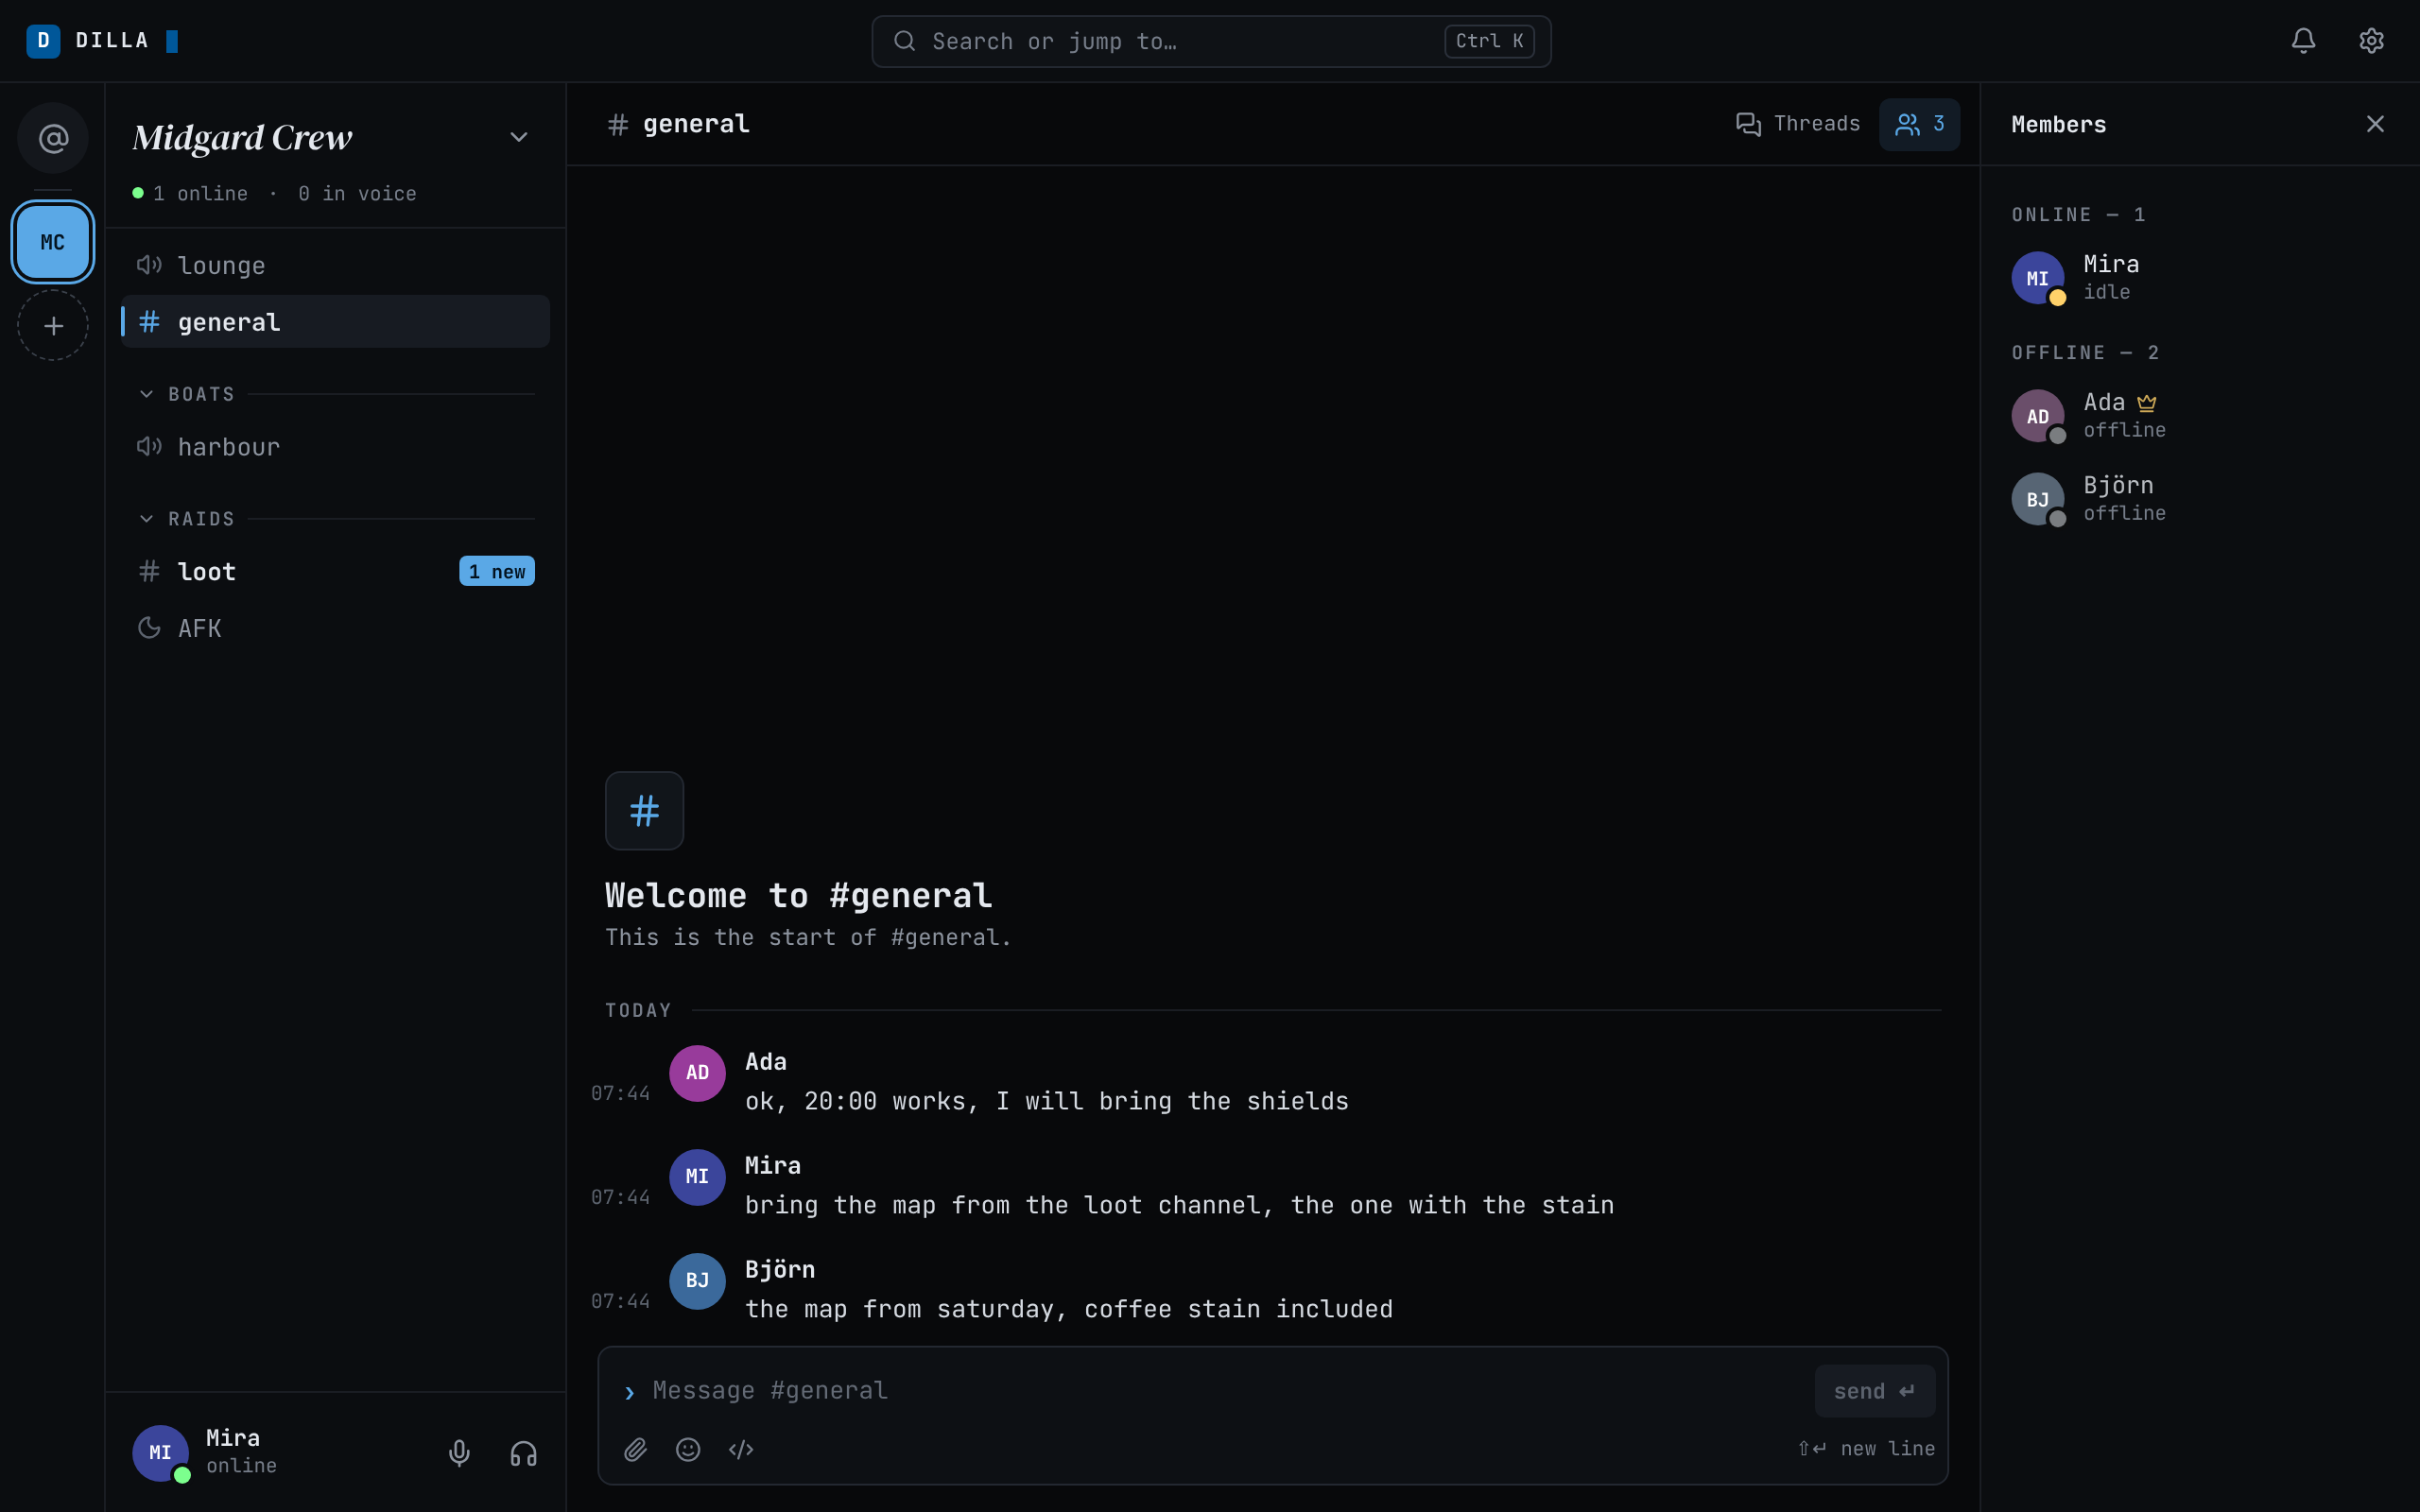 D DILLA
Search or jump to… Ctrl K
@
MC
+
Midgard Crew
1 online · 0 in voice
lounge
# general
BOATS
harbour
RAIDS
# loot 1 new
AFK
MI Mira
online
# general Threads 3
#
Welcome to #general
This is the start of #general.
TODAY
AD Ada
07:44 ok, 20:00 works, I will bring the shields
MI Mira
07:44 bring the map from the loot channel, the one with the stain
BJ Björn
07:44 the map from saturday, coffee stain included
› Message #general send ↵
⇧↵ new line
Members
ONLINE — 1
MI Mira
idle
OFFLINE — 2
AD Ada
offline
BJ Björn
offline